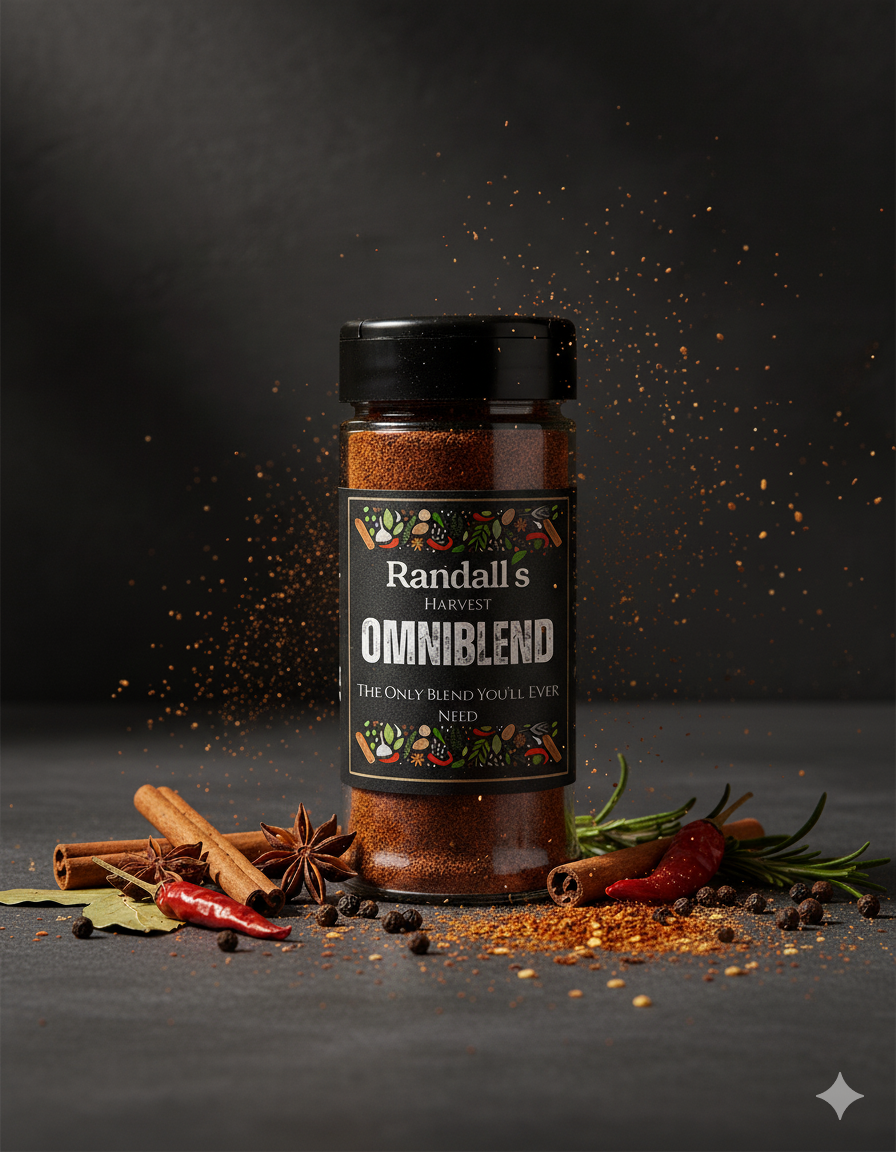 Randall's
HARVEST
OMNIBLEND
THE ONLY BLEND YOU'LL EVER
NEED